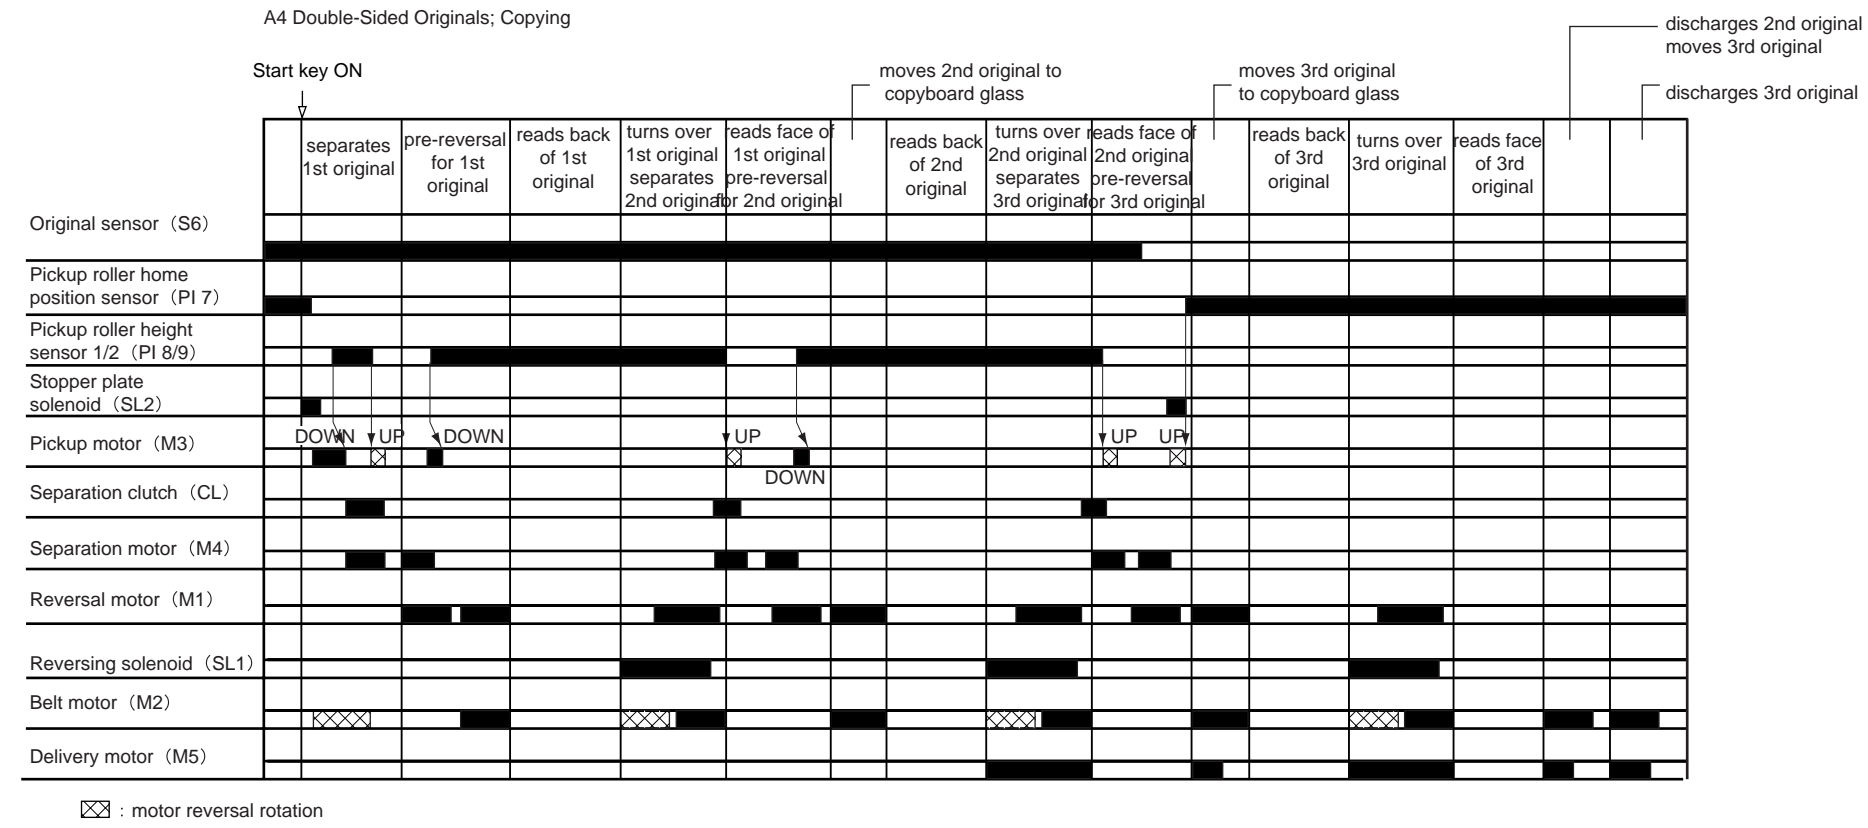 A4 Double-Sided Originals; Copying
discharges 2nd original
moves 3rd original
Start key ON
moves 2nd original to
copyboard glass
moves 3rd original
to copyboard glass
discharges 3rd original
separates
1st original
pre-reversal
for 1st
original
reads back
of 1st
original
turns over
1st original
separates
2nd original
reads face of
1st original
pre-reversal
for 2nd original
reads back
of 2nd
original
turns over
2nd original
separates
3rd original
reads face of
2nd original
pre-reversal
for 3rd original
reads back
of 3rd
original
turns over
3rd original
reads face
of 3rd
original
Original sensor（S6）
Pickup roller home
position sensor（PI 7）
Pickup roller height
sensor 1/2（PI 8/9）
Stopper plate
solenoid（SL2）
Pickup motor（M3）
DOWN
UP
DOWN
UP
DOWN
UP
UP
Separation clutch（CL）
Separation motor（M4）
Reversal motor（M1）
Reversing solenoid（SL1）
Belt motor（M2）
Delivery motor（M5）
: motor reversal rotation